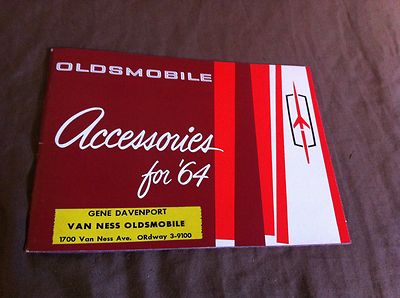 OLDSMOBILE
Accessories
for '64
GENE DAVENPORT
VAN NESS OLDSMOBILE
1700 Van Ness Ave. ORdway 3-9100